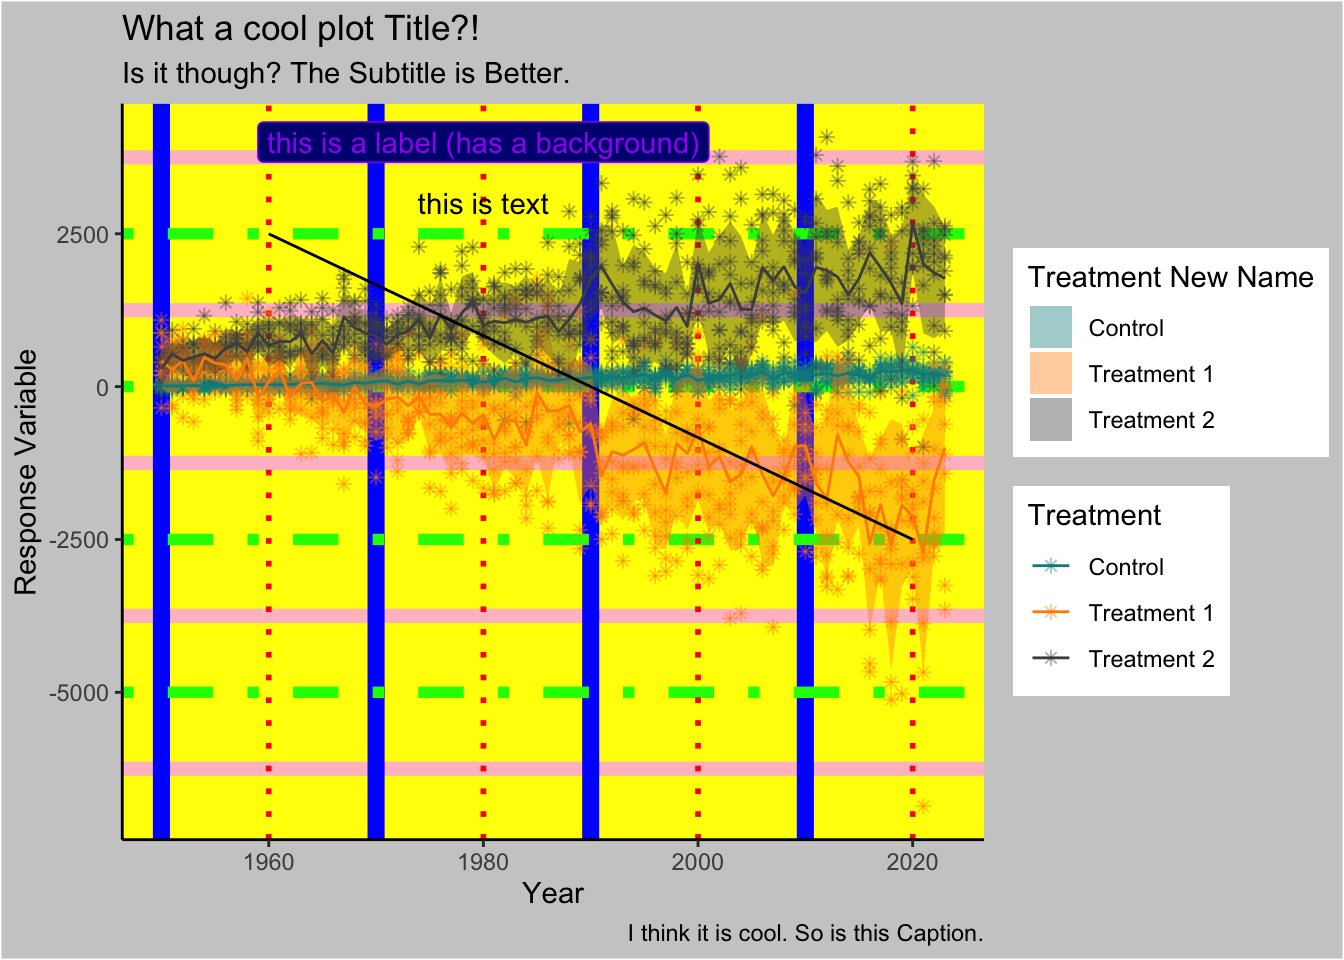 What a cool plot Title?!
Is it though? The Subtitle is Better.
this is a label (has a background)
this is text
Response Variable
2500
0
-2500
-5000
1960
1980
2000
2020
Year
Treatment New Name
Control
Treatment 1
Treatment 2
Treatment
Control
Treatment 1
Treatment 2
I think it is cool. So is this Caption.